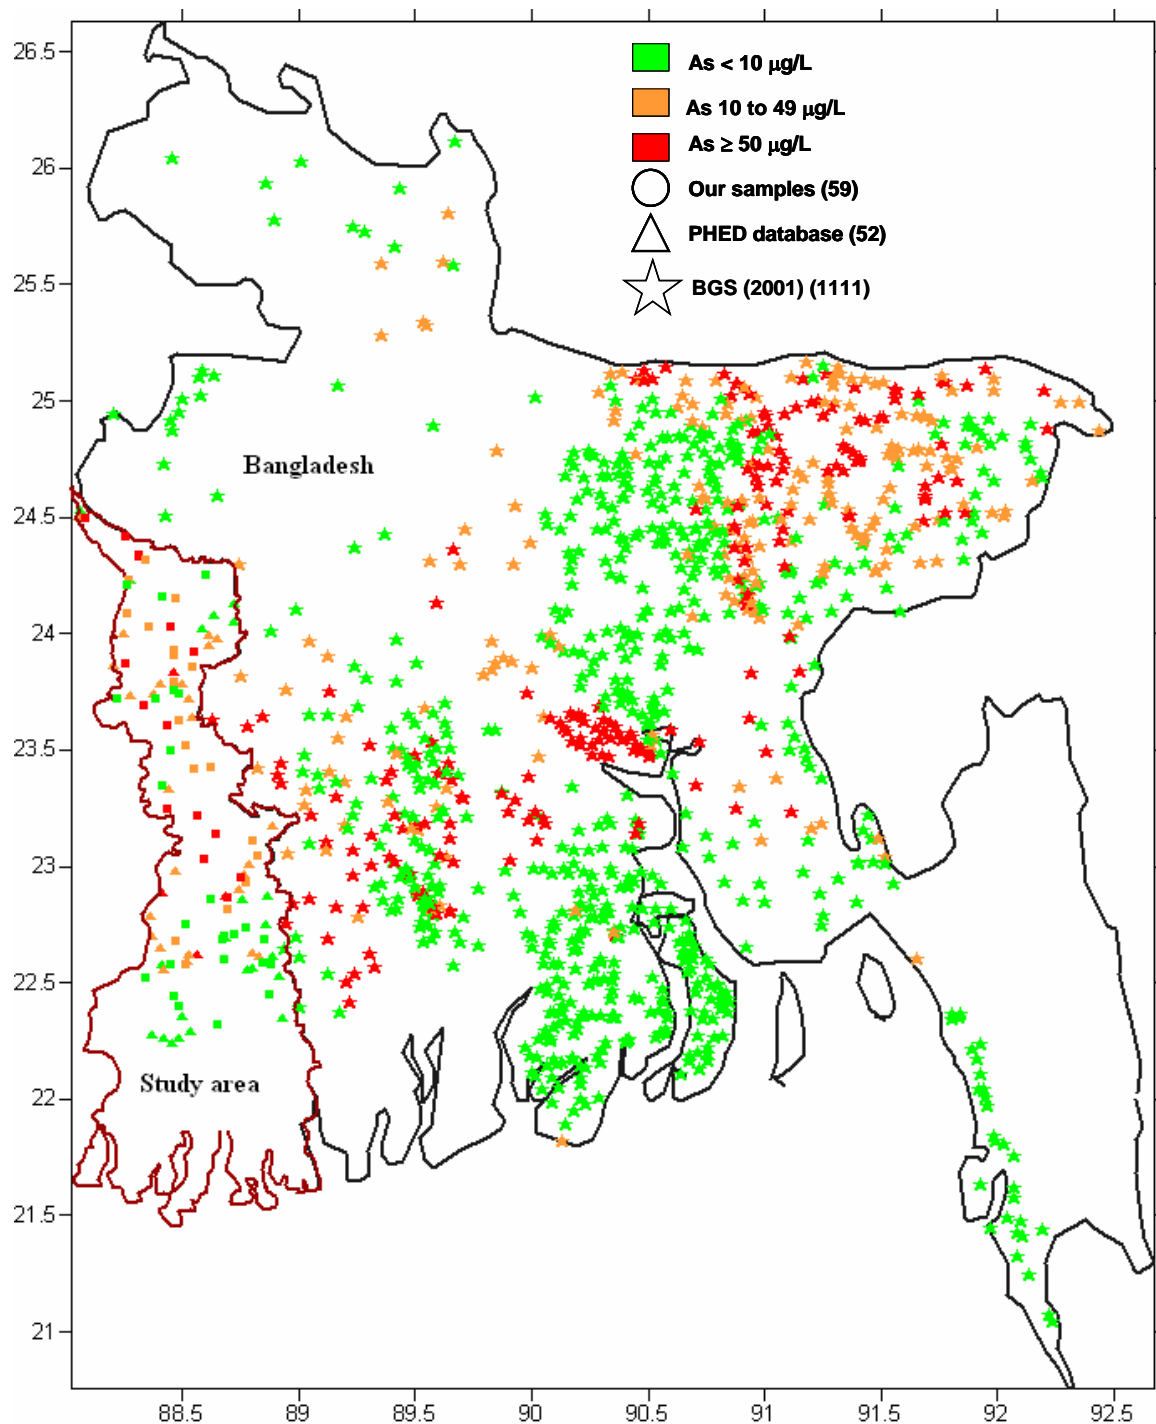 As < 10 µg/L
As 10 to 49 µg/L
As ≥ 50 µg/L
Our samples (59)
PHED database (52)
BGS (2001) (1111)
26.5
26
25.5
25
24.5
24
23.5
23
22.5
22
21.5
21
Bangladesh
Study area
88.5
89
89.5
90
90.5
91
91.5
92
92.5